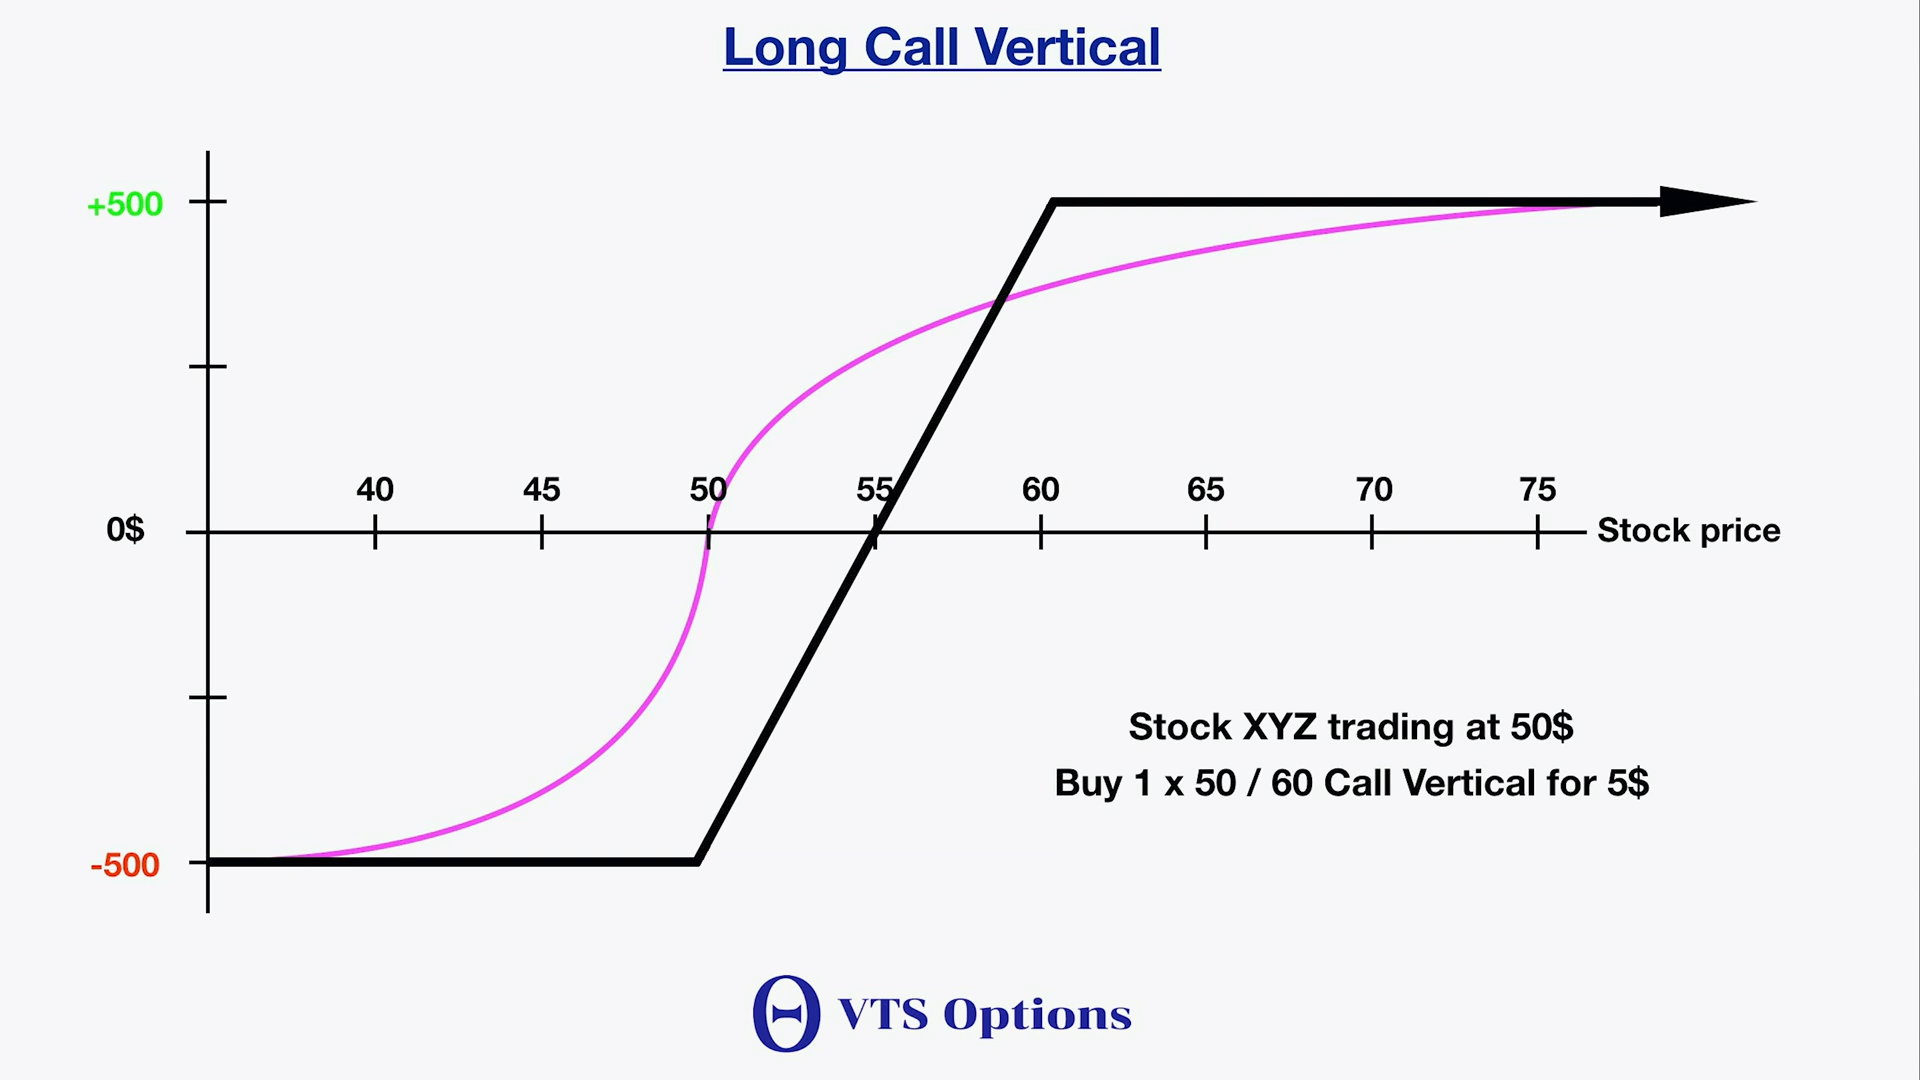 Long Call Vertical
+500
40 45 50 55 60 65 70 75
0$ Stock price
Stock XYZ trading at 50$
Buy 1 x 50 / 60 Call Vertical for 5$
-500
VTS Options